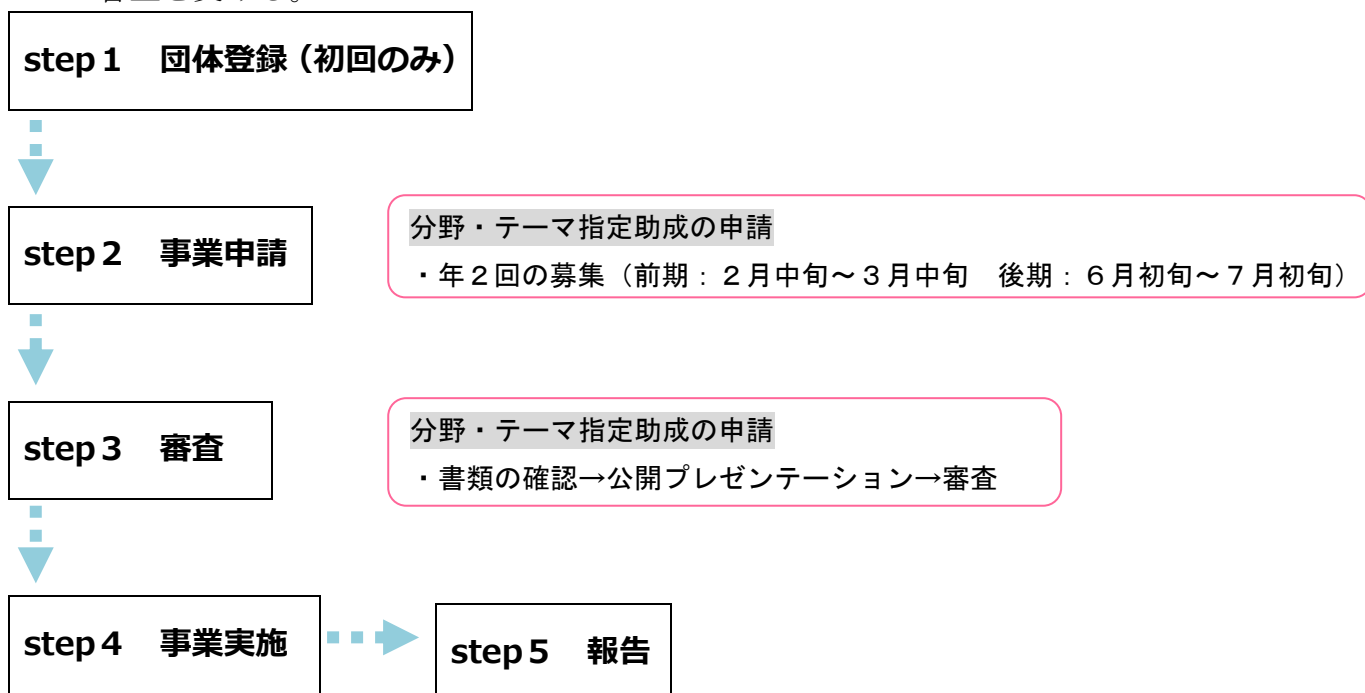 step１　団体登録（初回のみ）
step２　事業申請
分野・テーマ指定助成の申請
・年２回の募集（前期：２月中旬～３月中旬　後期：６月初旬～７月初旬）
step３　審査
分野・テーマ指定助成の申請
・書類の確認→公開プレゼンテーション→審査
step４　事業実施
step５　報告